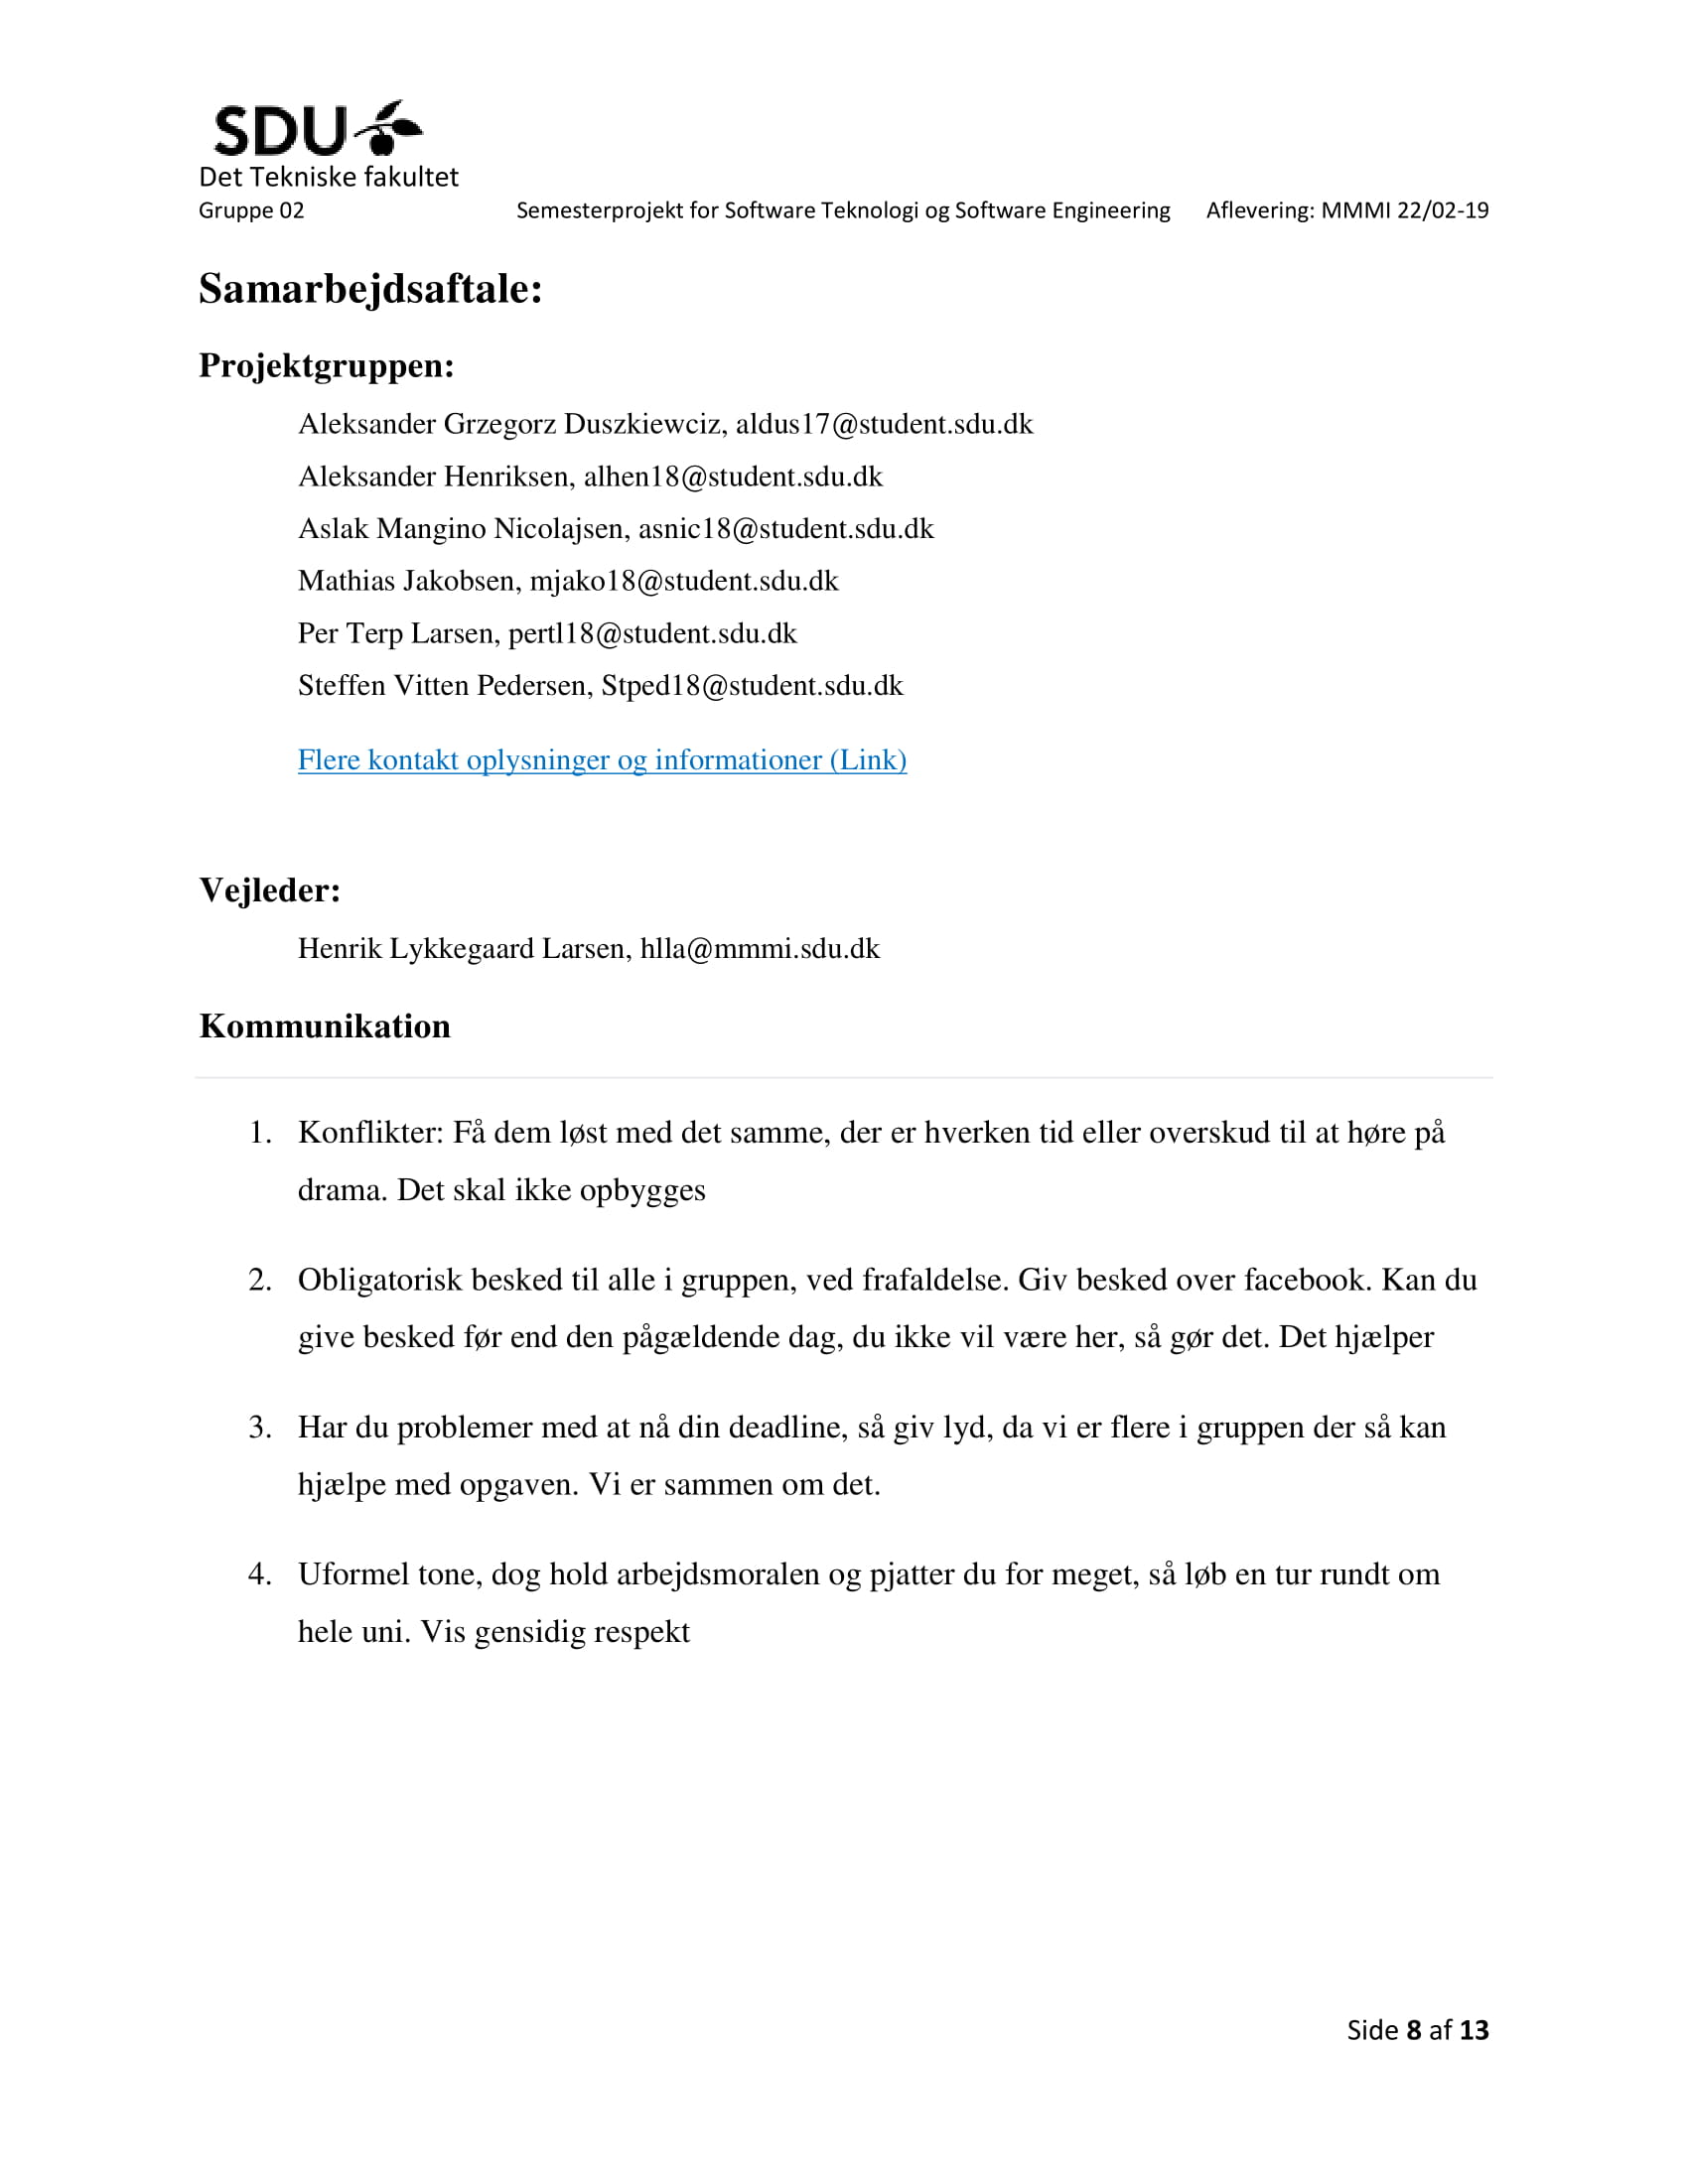 SDU
Det Tekniske fakultet
Gruppe 02 Semesterprojekt for Software Teknologi og Software Engineering Aflevering: MMMI 22/02-19
Samarbejdsaftale:
Projektgruppen:
Aleksander Grzegorz Duszkiewciz, aldus17@student.sdu.dk
Aleksander Henriksen, alhen18@student.sdu.dk
Aslak Mangino Nicolajsen, asnic18@student.sdu.dk
Mathias Jakobsen, mjako18@student.sdu.dk
Per Terp Larsen, pertl18@student.sdu.dk
Steffen Vitten Pedersen, Stped18@student.sdu.dk
Flere kontakt oplysninger og informationer (Link)
Vejleder:
Henrik Lykkegaard Larsen, hlla@mmmi.sdu.dk
Kommunikation
1. Konflikter: Få dem løst med det samme, der er hverken tid eller overskud til at høre på
drama. Det skal ikke opbygges
2. Obligatorisk besked til alle i gruppen, ved frafaldelse. Giv besked over facebook. Kan du
give besked før end den pågældende dag, du ikke vil være her, så gør det. Det hjælper
3. Har du problemer med at nå din deadline, så giv lyd, da vi er flere i gruppen der så kan
hjælpe med opgaven. Vi er sammen om det.
4. Uformel tone, dog hold arbejdsmoralen og pjatter du for meget, så løb en tur rundt om
hele uni. Vis gensidig respekt
Side 8 af 13